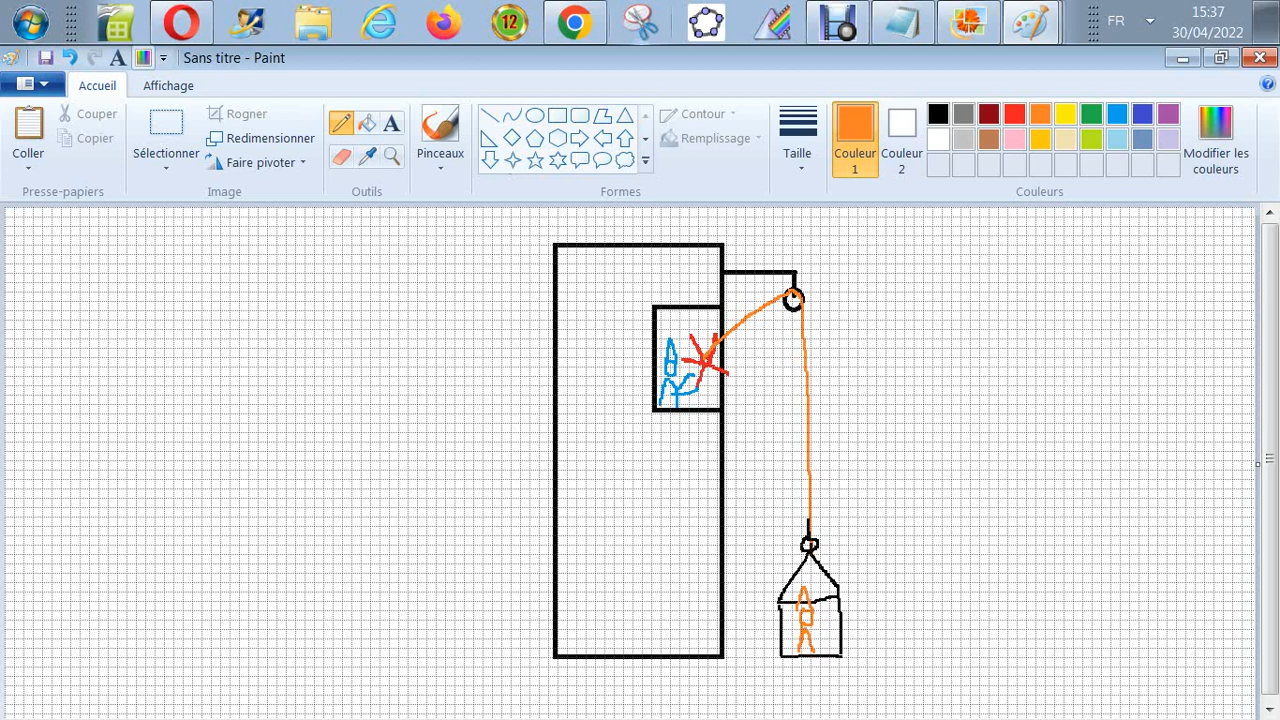 12
FR
15:37
30/04/2022
A
Sans titre - Paint
Accueil
Affichage
Coller
Couper
Copier
Presse-papiers
Sélectionner
Rogner
Redimensionner
Faire pivoter
Image
A
Outils
Pinceaux
Contour
Remplissage
Formes
Taille
Couleur
1
Couleur
2
Modifier les
couleurs
Couleurs